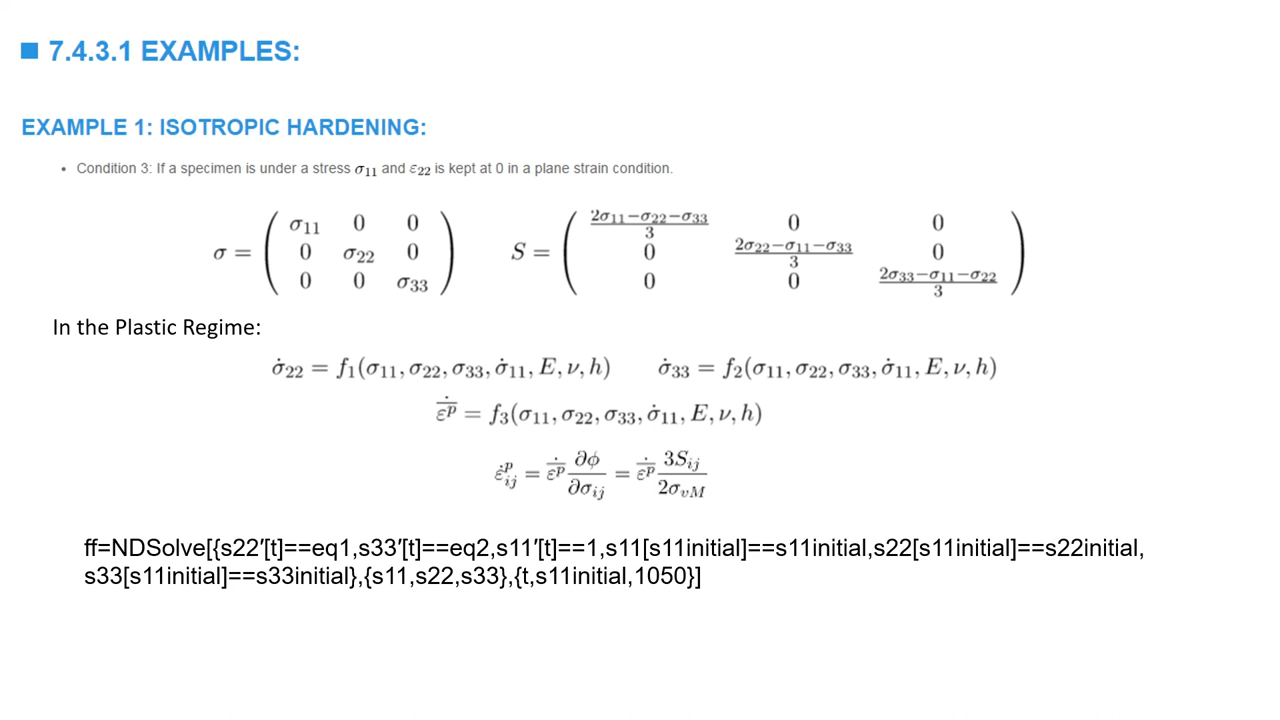 7.4.3.1 EXAMPLES:
EXAMPLE 1: ISOTROPIC HARDENING:
• Condition 3: If a specimen is under a stress σ₁₁ and ε₂₂ is kept at 0 in a plane strain condition.
σ = ( σ₁₁ 0 0 ; 0 σ₂₂ 0 ; 0 0 σ₃₃ ) S = ( (2σ₁₁−σ₂₂−σ₃₃)/3 0 0 ; 0 (2σ₂₂−σ₁₁−σ₃₃)/3 0 ; 0 0 (2σ₃₃−σ₁₁−σ₂₂)/3 )
In the Plastic Regime:
σ̇₂₂ = f₁(σ₁₁, σ₂₂, σ₃₃, σ̇₁₁, E, ν, h) σ̇₃₃ = f₂(σ₁₁, σ₂₂, σ₃₃, σ̇₁₁, E, ν, h)
ε̅̇ᵖ = f₃(σ₁₁, σ₂₂, σ₃₃, σ̇₁₁, E, ν, h)
ε̇ᵖᵢⱼ = ε̅̇ᵖ ∂ϕ/∂σᵢⱼ = ε̅̇ᵖ 3Sᵢⱼ/2σᵥM
ff=NDSolve[{s22′[t]==eq1,s33′[t]==eq2,s11′[t]==1,s11[s11initial]==s11initial,s22[s11initial]==s22initial,
s33[s11initial]==s33initial},{s11,s22,s33},{t,s11initial,1050}]